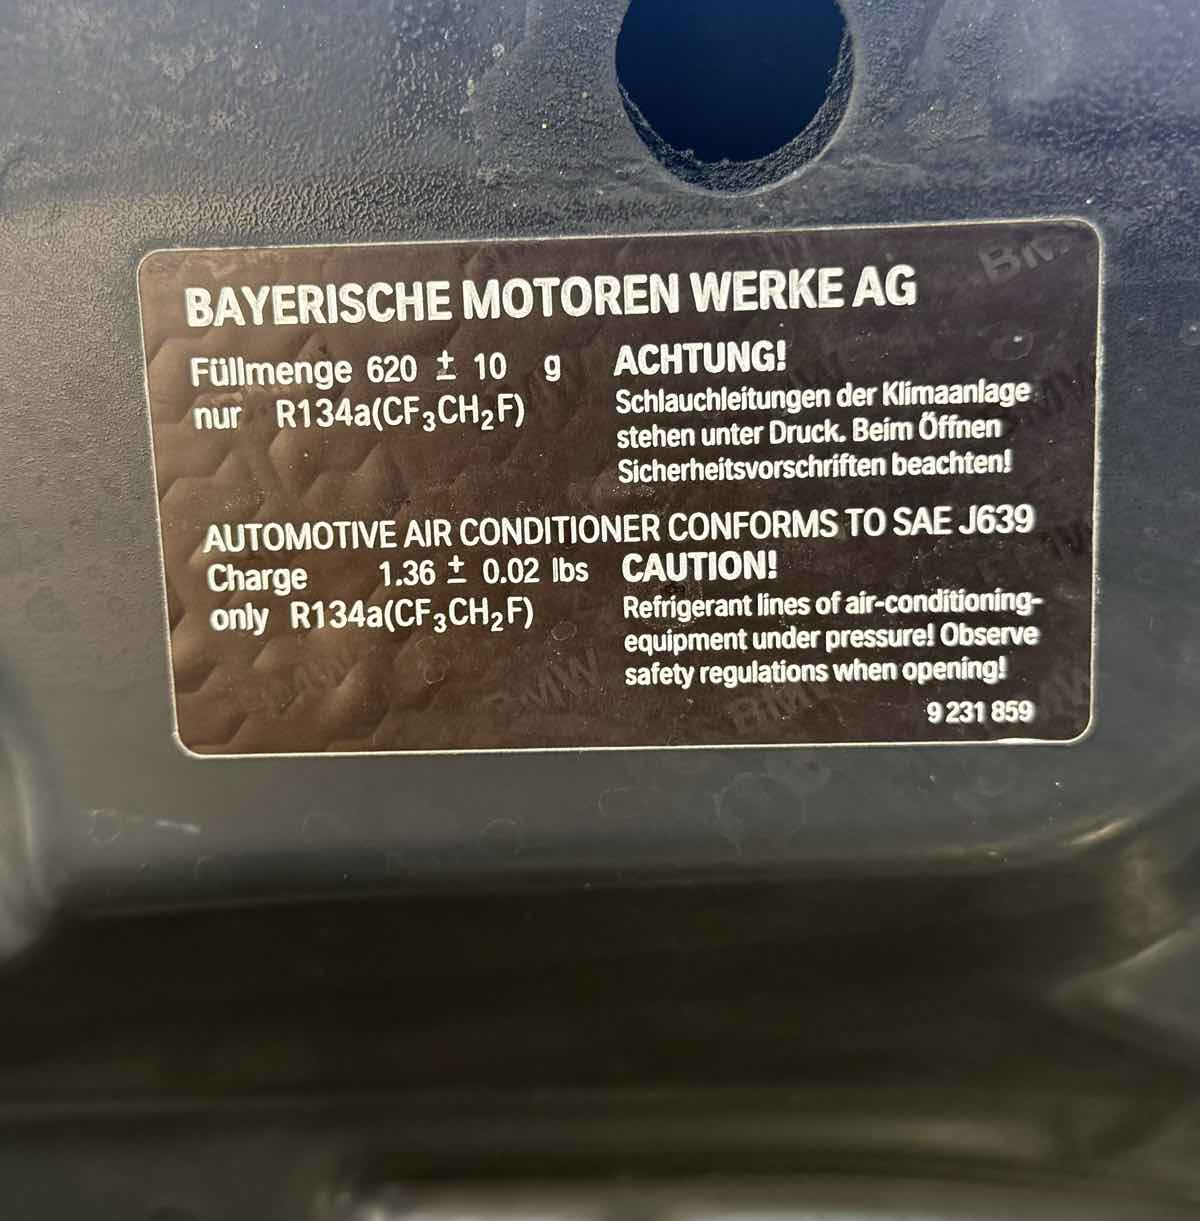 BAYERISCHE MOTOREN WERKE AG
Füllmenge 620 ± 10 g
nur R134a(CF₃CH₂F)
ACHTUNG!
Schlauchleitungen der Klimaanlage
stehen unter Druck. Beim Öffnen
Sicherheitsvorschriften beachten!
AUTOMOTIVE AIR CONDITIONER CONFORMS TO SAE J639
Charge 1.36 ± 0.02 lbs
only R134a(CF₃CH₂F)
CAUTION!
Refrigerant lines of air-conditioning-
equipment under pressure! Observe
safety regulations when opening!
9 231 859